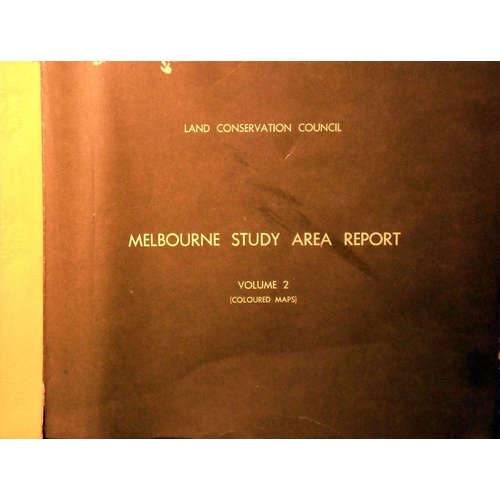 LAND CONSERVATION COUNCIL
MELBOURNE STUDY AREA REPORT
VOLUME 2
(COLOURED MAPS)